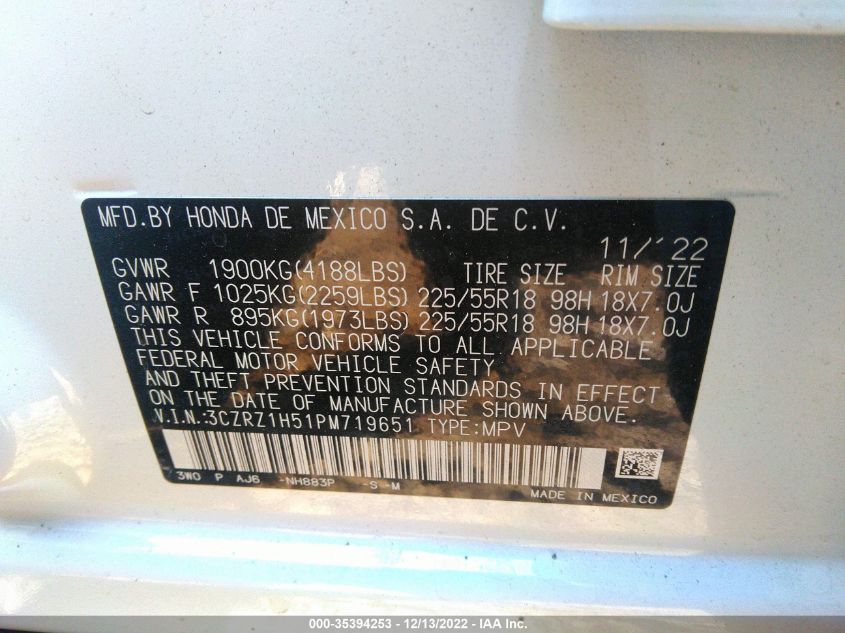 MFD.BY HONDA DE MEXICO S.A. DE C.V.
11/'22
GVWR 1900KG(4188LBS) TIRE SIZE RIM SIZE
GAWR F 1025KG(2259LBS) 225/55R18 98H 18X7.0J
GAWR R 895KG(1973LBS) 225/55R18 98H 18X7.0J
THIS VEHICLE CONFORMS TO ALL APPLICABLE
FEDERAL MOTOR VEHICLE SAFETY
AND THEFT PREVENTION STANDARDS IN EFFECT
ON THE DATE OF MANUFACTURE SHOWN ABOVE.
V.I.N.:3CZRZ1H51PM719651 TYPE:MPV
3W0 P AJ6 -NH883P -S -M
MADE IN MEXICO
000-35394253 - 12/13/2022 - IAA Inc.